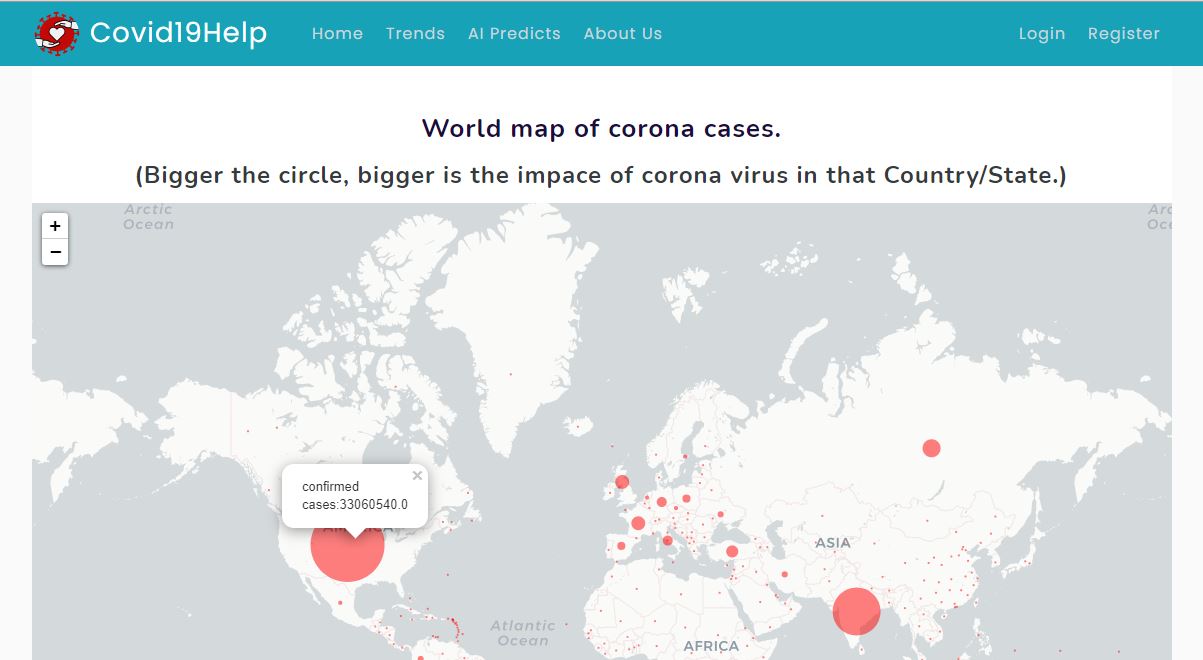 Covid19Help Home Trends AI Predicts About Us Login Register
World map of corona cases.
(Bigger the circle, bigger is the impace of corona virus in that Country/State.)
+
−
Arctic
Ocean
Arc
Oce
×
confirmed
cases:33060540.0
ASIA
Atlantic
Ocean
AFRICA